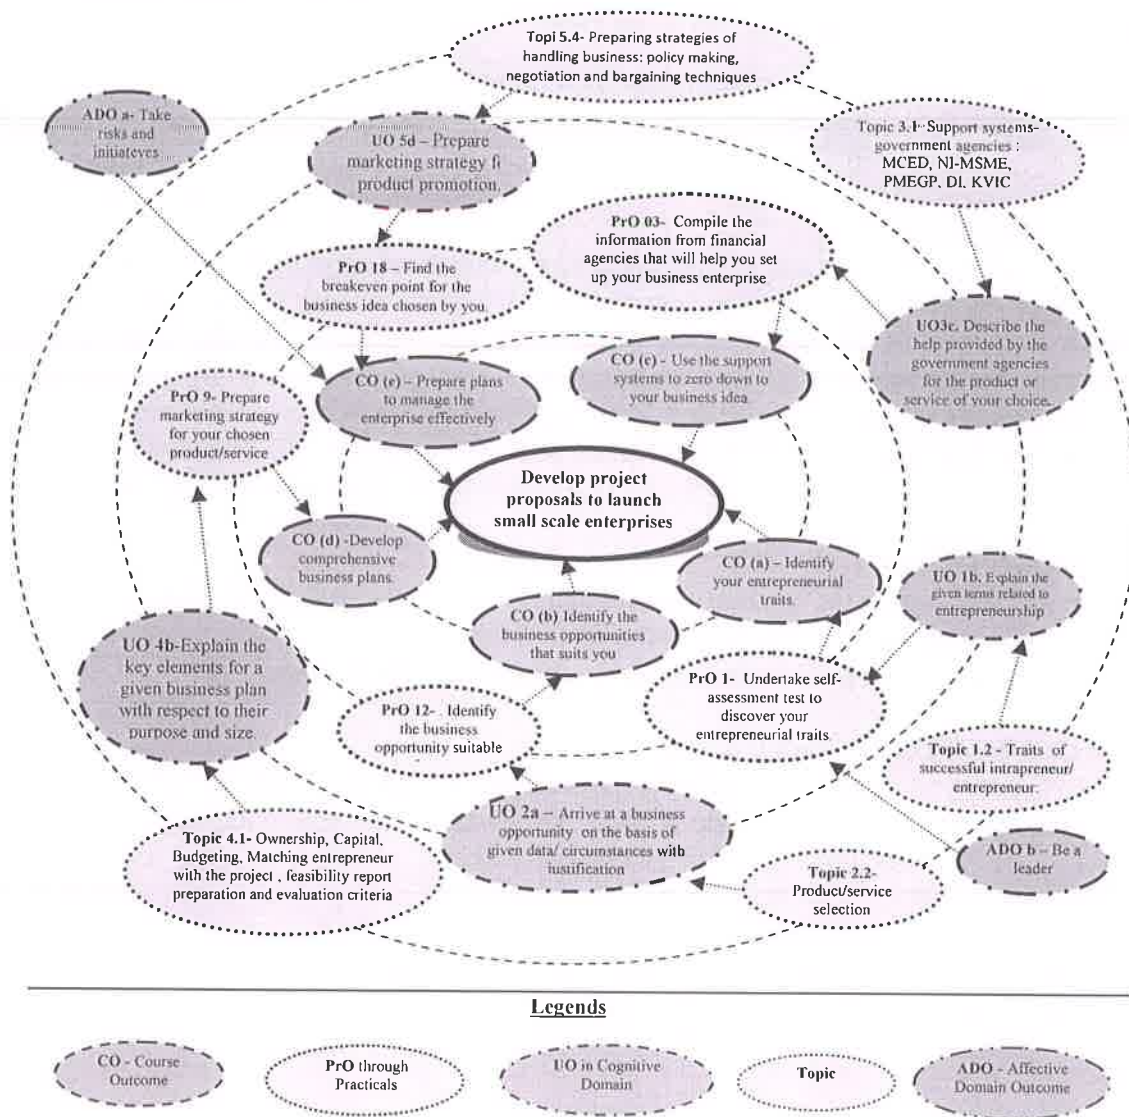 Topi 5.4- Preparing strategies of
handling business: policy making,
negotiation and bargaining techniques
ADO a- Take
risks and
initiateves
UO 5d – Prepare
marketing strategy fi
product promotion.
Topic 3.1- Support systems-
government agencies :
MCED, NI-MSME,
PMEGP, DI, KVIC
PrO 03- Compile the
information from financial
agencies that will help you set
up your business enterprise
PrO 18 – Find the
breakeven point for the
business idea chosen by you.
UO3c. Describe the
help provided by the
government agencies
for the product or
service of your choice.
CO (c) - Use the support
systems to zero down to
your business idea
CO (e) – Prepare plans
to manage the
enterprise effectively
PrO 9- Prepare
marketing strategy
for your chosen
product/service
Develop project
proposals to launch
small scale enterprises
CO (d) -Develop
comprehensive
business plans.
CO (a) – Identify
your entrepreneurial
traits.
UO 1b. Explain the
given terms related to
entrepreneurship
CO (b) Identify the
business opportunities
that suits you
UO 4b-Explain the
key elements for a
given business plan
with respect to their
purpose and size.
PrO 1- Undertake self-
assessment test to
discover your
entrepreneurial traits
PrO 12- . Identify
the business
opportunity suitable
Topic 1.2 - Traits of
successful intrapreneur/
entrepreneur.
UO 2a – Arrive at a business
opportunity on the basis of
given data/ circumstances with
justification
Topic 4.1- Ownership, Capital,
Budgeting, Matching entrepreneur
with the project , feasibility report
preparation and evaluation criteria
ADO b – Be a
leader
Topic 2.2-
Product/service
selection
Legends
CO - Course
Outcome
PrO through
Practicals
UO in Cognitive
Domain
Topic
ADO - Affective
Domain Outcome